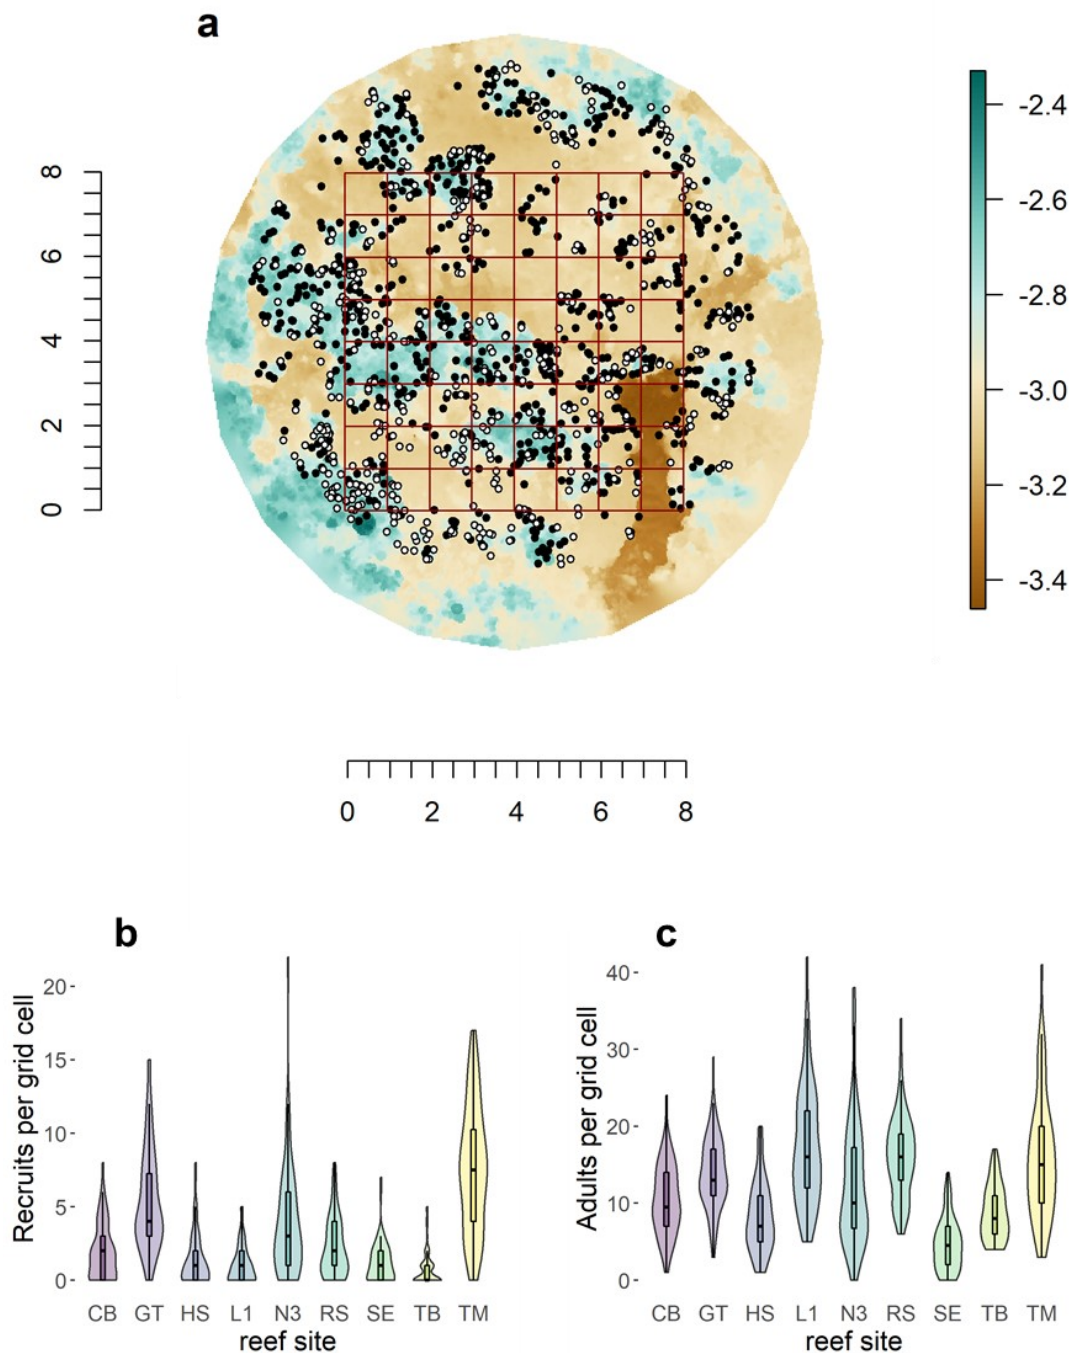 a
8
6
4
2
0
-2.4
-2.6
-2.8
-3.0
-3.2
-3.4
0 2 4 6 8
b
Recruits per grid cell
20
15
10
5
0
CB GT HS L1 N3 RS SE TB TM
reef site
c
Adults per grid cell
40
30
20
10
0
CB GT HS L1 N3 RS SE TB TM
reef site